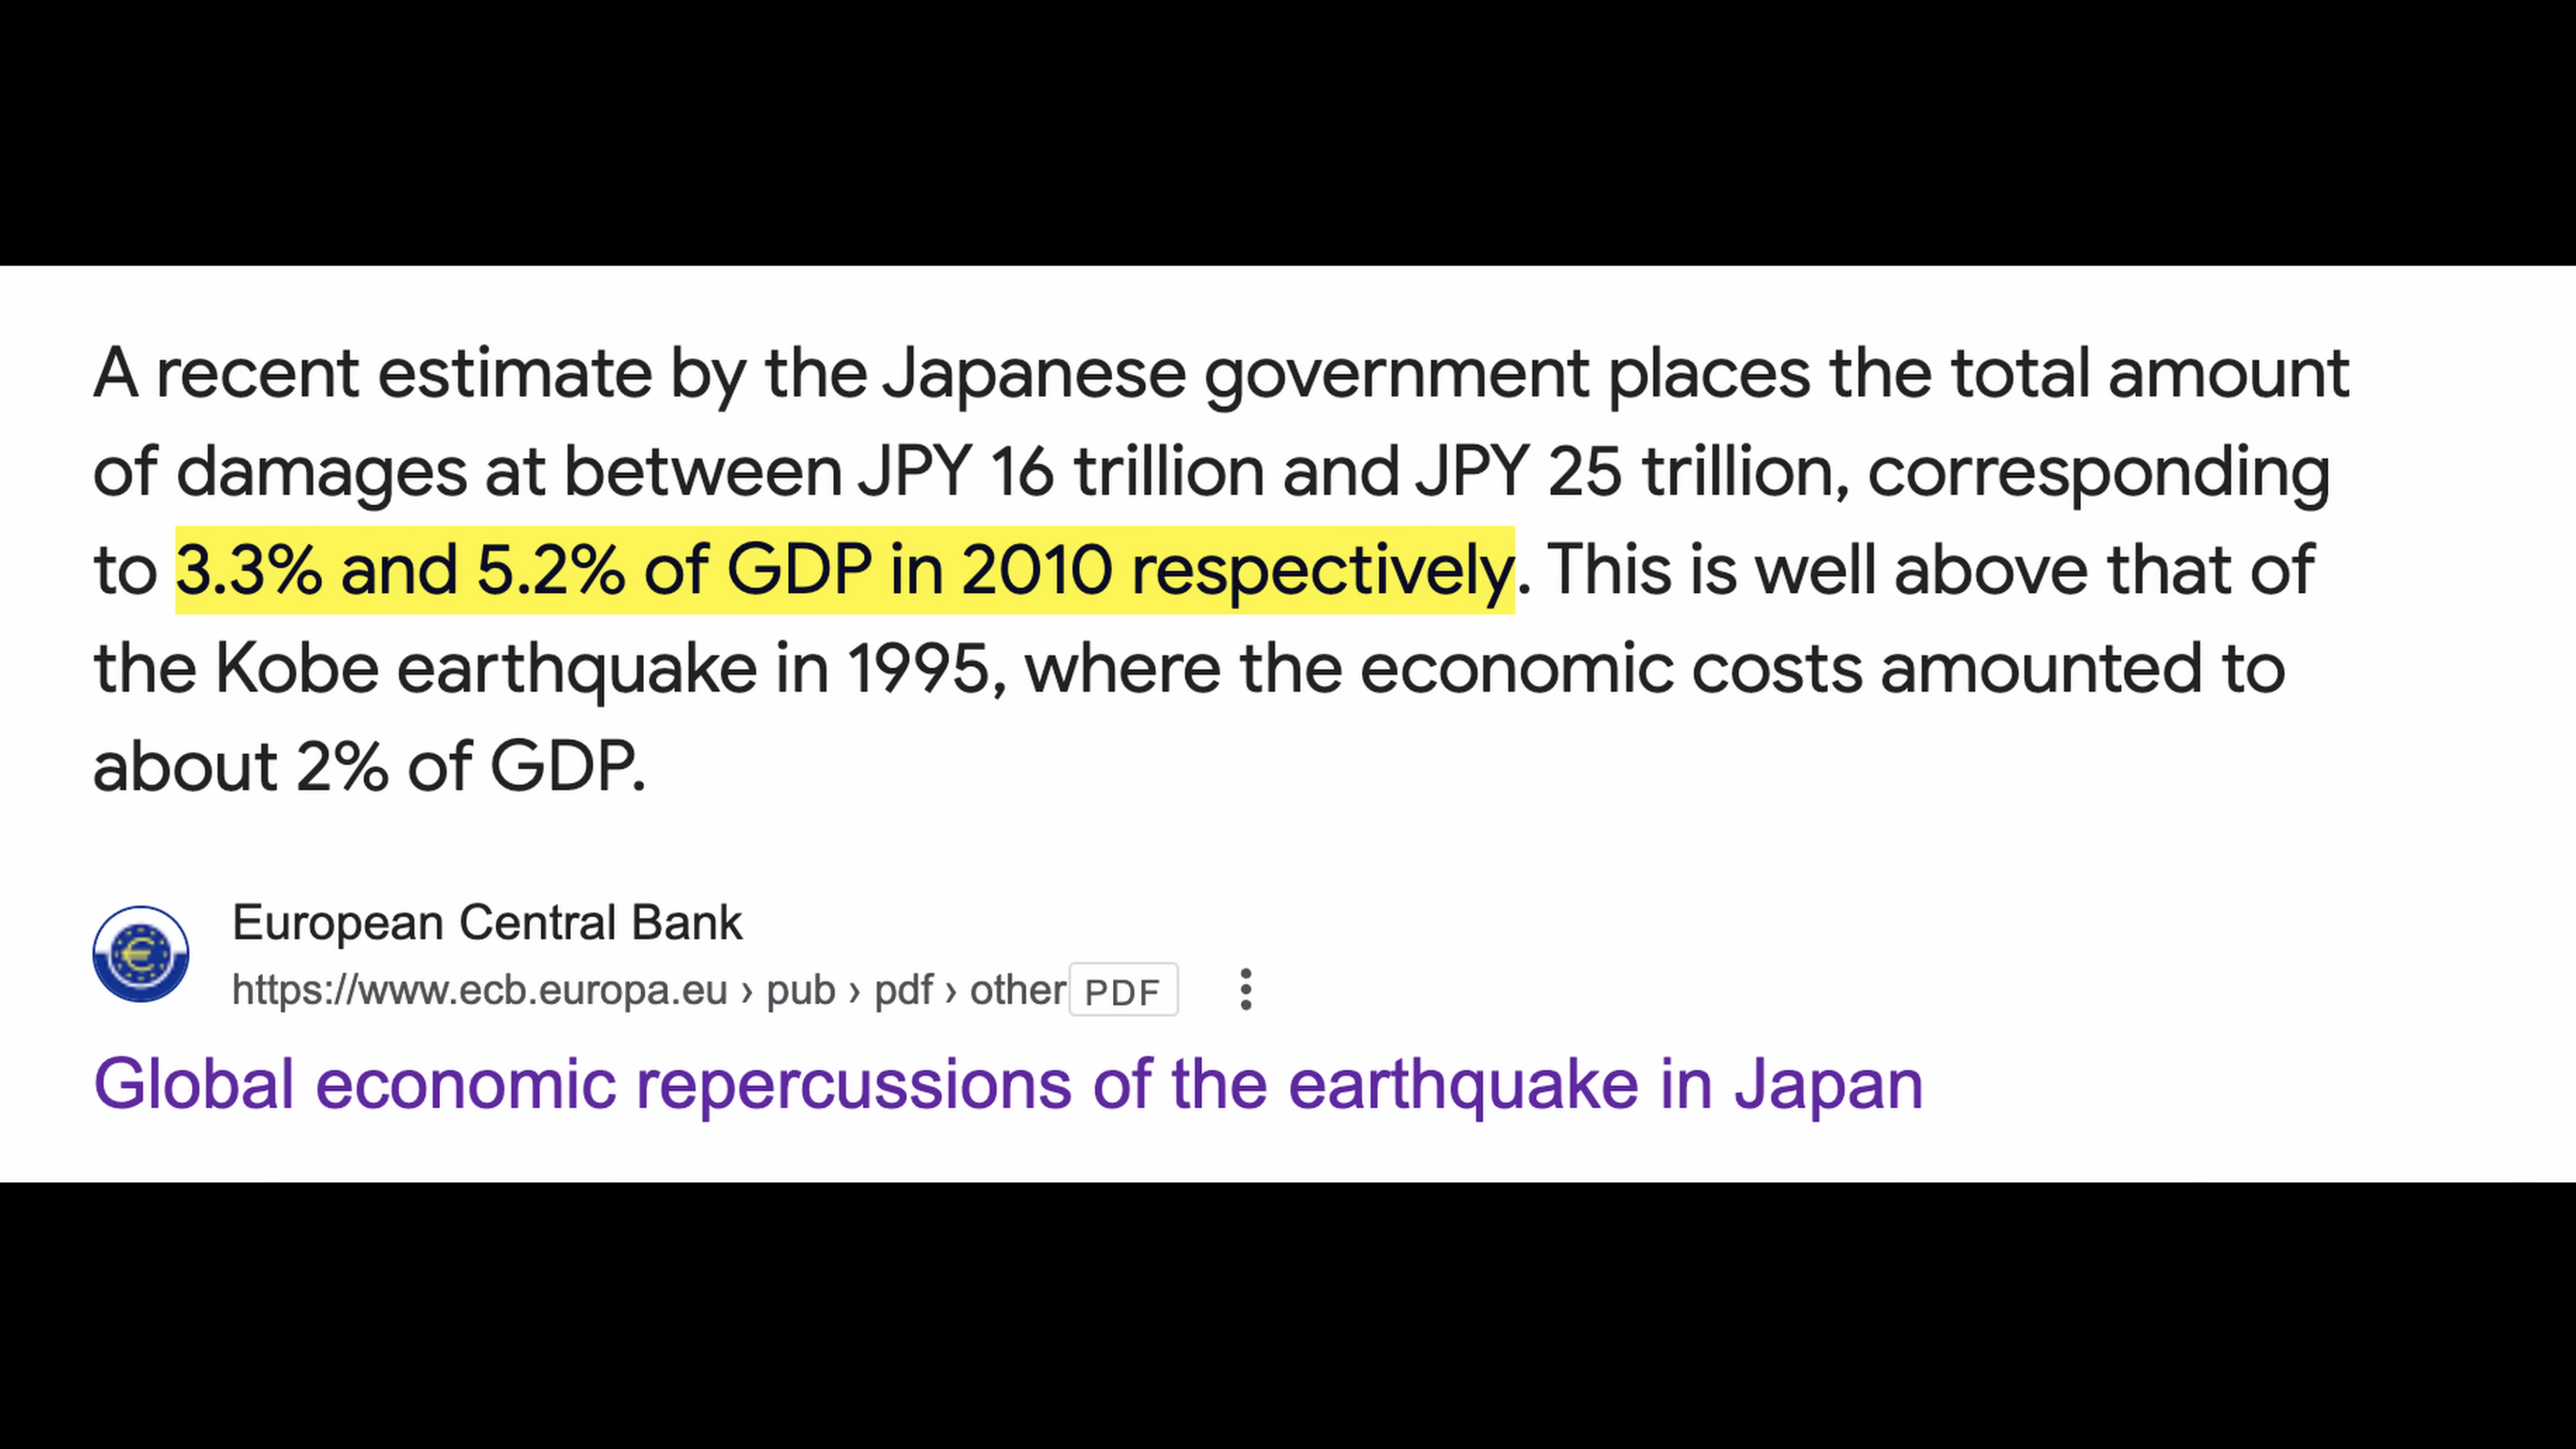 A recent estimate by the Japanese government places the total amount
of damages at between JPY 16 trillion and JPY 25 trillion, corresponding
to 3.3% and 5.2% of GDP in 2010 respectively. This is well above that of
the Kobe earthquake in 1995, where the economic costs amounted to
about 2% of GDP.
€
European Central Bank
https://www.ecb.europa.eu › pub › pdf › other PDF
Global economic repercussions of the earthquake in Japan